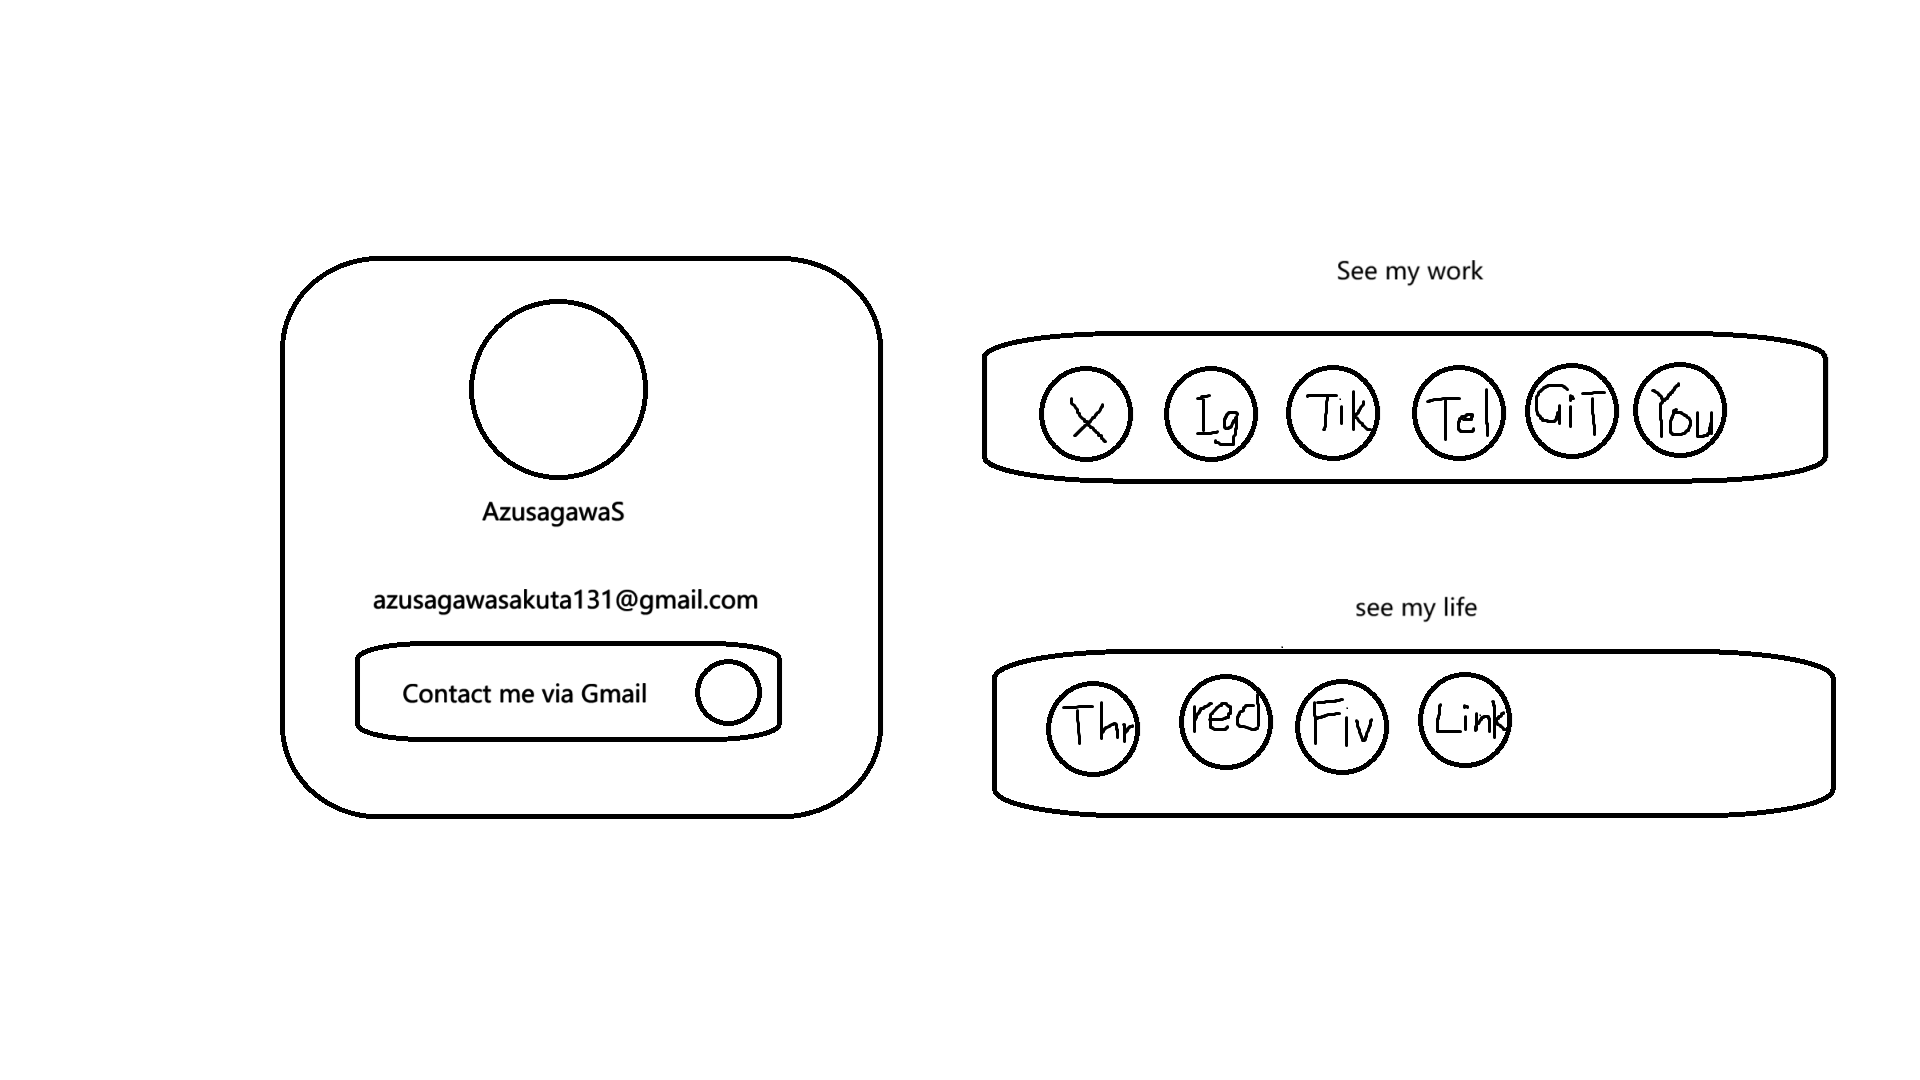 AzusagawaS
azusagawasakuta131@gmail.com
Contact me via Gmail
See my work
X Ig Tik Tel GiT You
see my life
Thr red Fiv Link